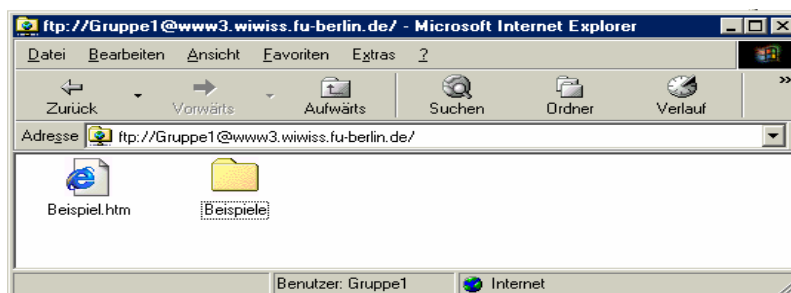 ftp://Gruppe1@www3.wiwiss.fu-berlin.de/ - Microsoft Internet Explorer
Datei Bearbeiten Ansicht Favoriten Extras ?
Zurück Vorwärts Aufwärts Suchen Ordner Verlauf »
Adresse ftp://Gruppe1@www3.wiwiss.fu-berlin.de/
Beispiel.htm Beispiele
Benutzer: Gruppe1 Internet